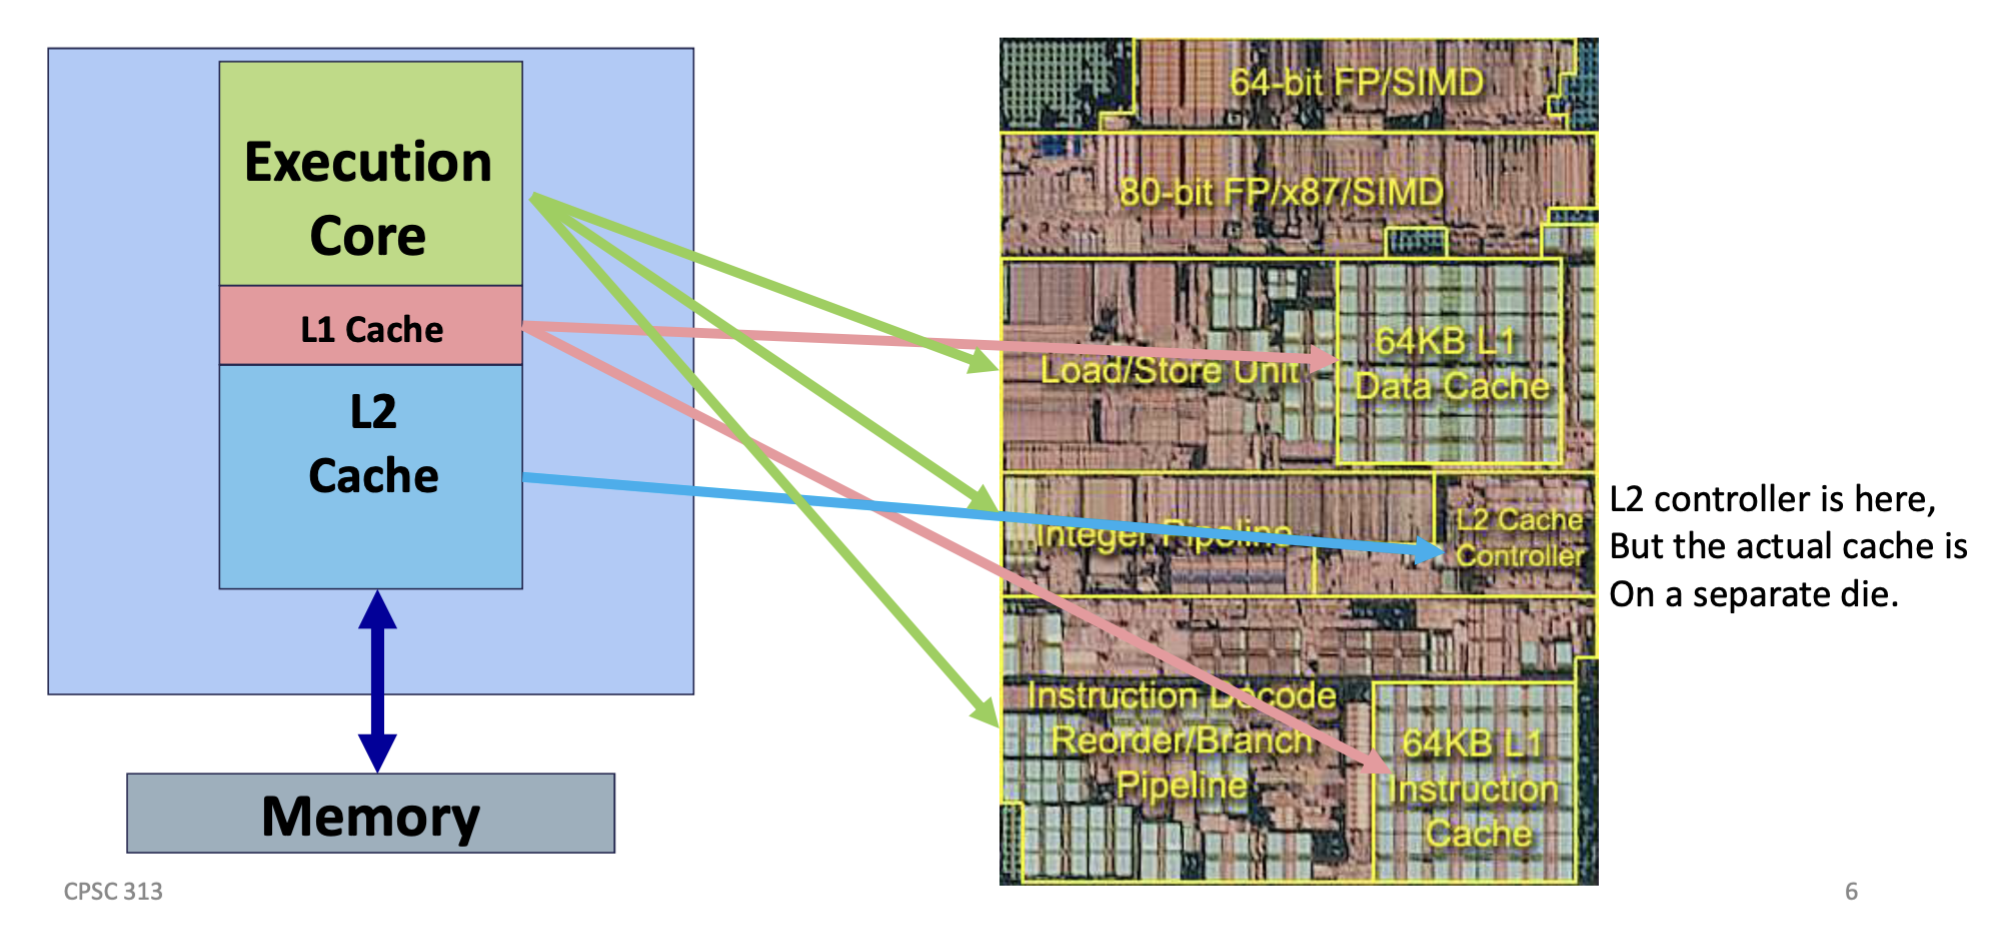 Execution
Core
L1 Cache
L2
Cache
Memory
64-bit FP/SIMD
80-bit FP/x87/SIMD
64KB L1
Data Cache
Load/Store Unit
Integer Pipeline
L2 Cache
Controller
Instruction Decode
Reorder/Branch
Pipeline
64KB L1
Instruction
Cache
L2 controller is here,
But the actual cache is
On a separate die.
CPSC 313
6